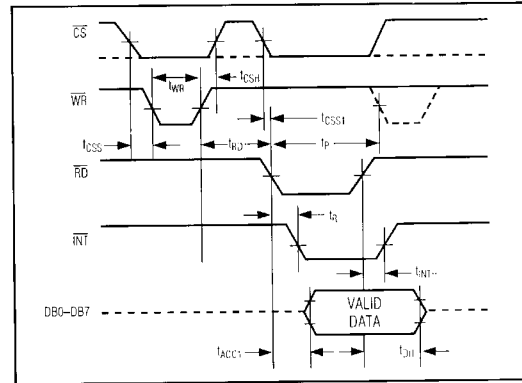 CS
tWR
tCSH
WR
tCSS
tRD
tCSS1
tP
RD
tR
INT
tINTH
DB0–DB7
VALID
DATA
tACC1
tDH